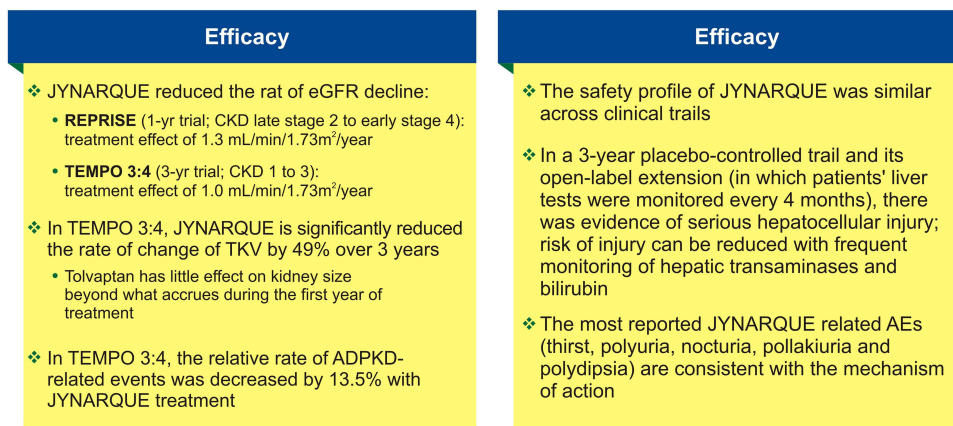 Efficacy
❖ JYNARQUE reduced the rat of eGFR decline:
• REPRISE (1-yr trial; CKD late stage 2 to early stage 4):
treatment effect of 1.3 mL/min/1.73m²/year
• TEMPO 3:4 (3-yr trial; CKD 1 to 3):
treatment effect of 1.0 mL/min/1.73m²/year
❖ In TEMPO 3:4, JYNARQUE is significantly reduced
the rate of change of TKV by 49% over 3 years
• Tolvaptan has little effect on kidney size
beyond what accrues during the first year of
treatment
❖ In TEMPO 3:4, the relative rate of ADPKD-
related events was decreased by 13.5% with
JYNARQUE treatment
Efficacy
❖ The safety profile of JYNARQUE was similar
across clinical trails
❖ In a 3-year placebo-controlled trail and its
open-label extension (in which patients' liver
tests were monitored every 4 months), there
was evidence of serious hepatocellular injury;
risk of injury can be reduced with frequent
monitoring of hepatic transaminases and
bilirubin
❖ The most reported JYNARQUE related AEs
(thirst, polyuria, nocturia, pollakiuria and
polydipsia) are consistent with the mechanism
of action